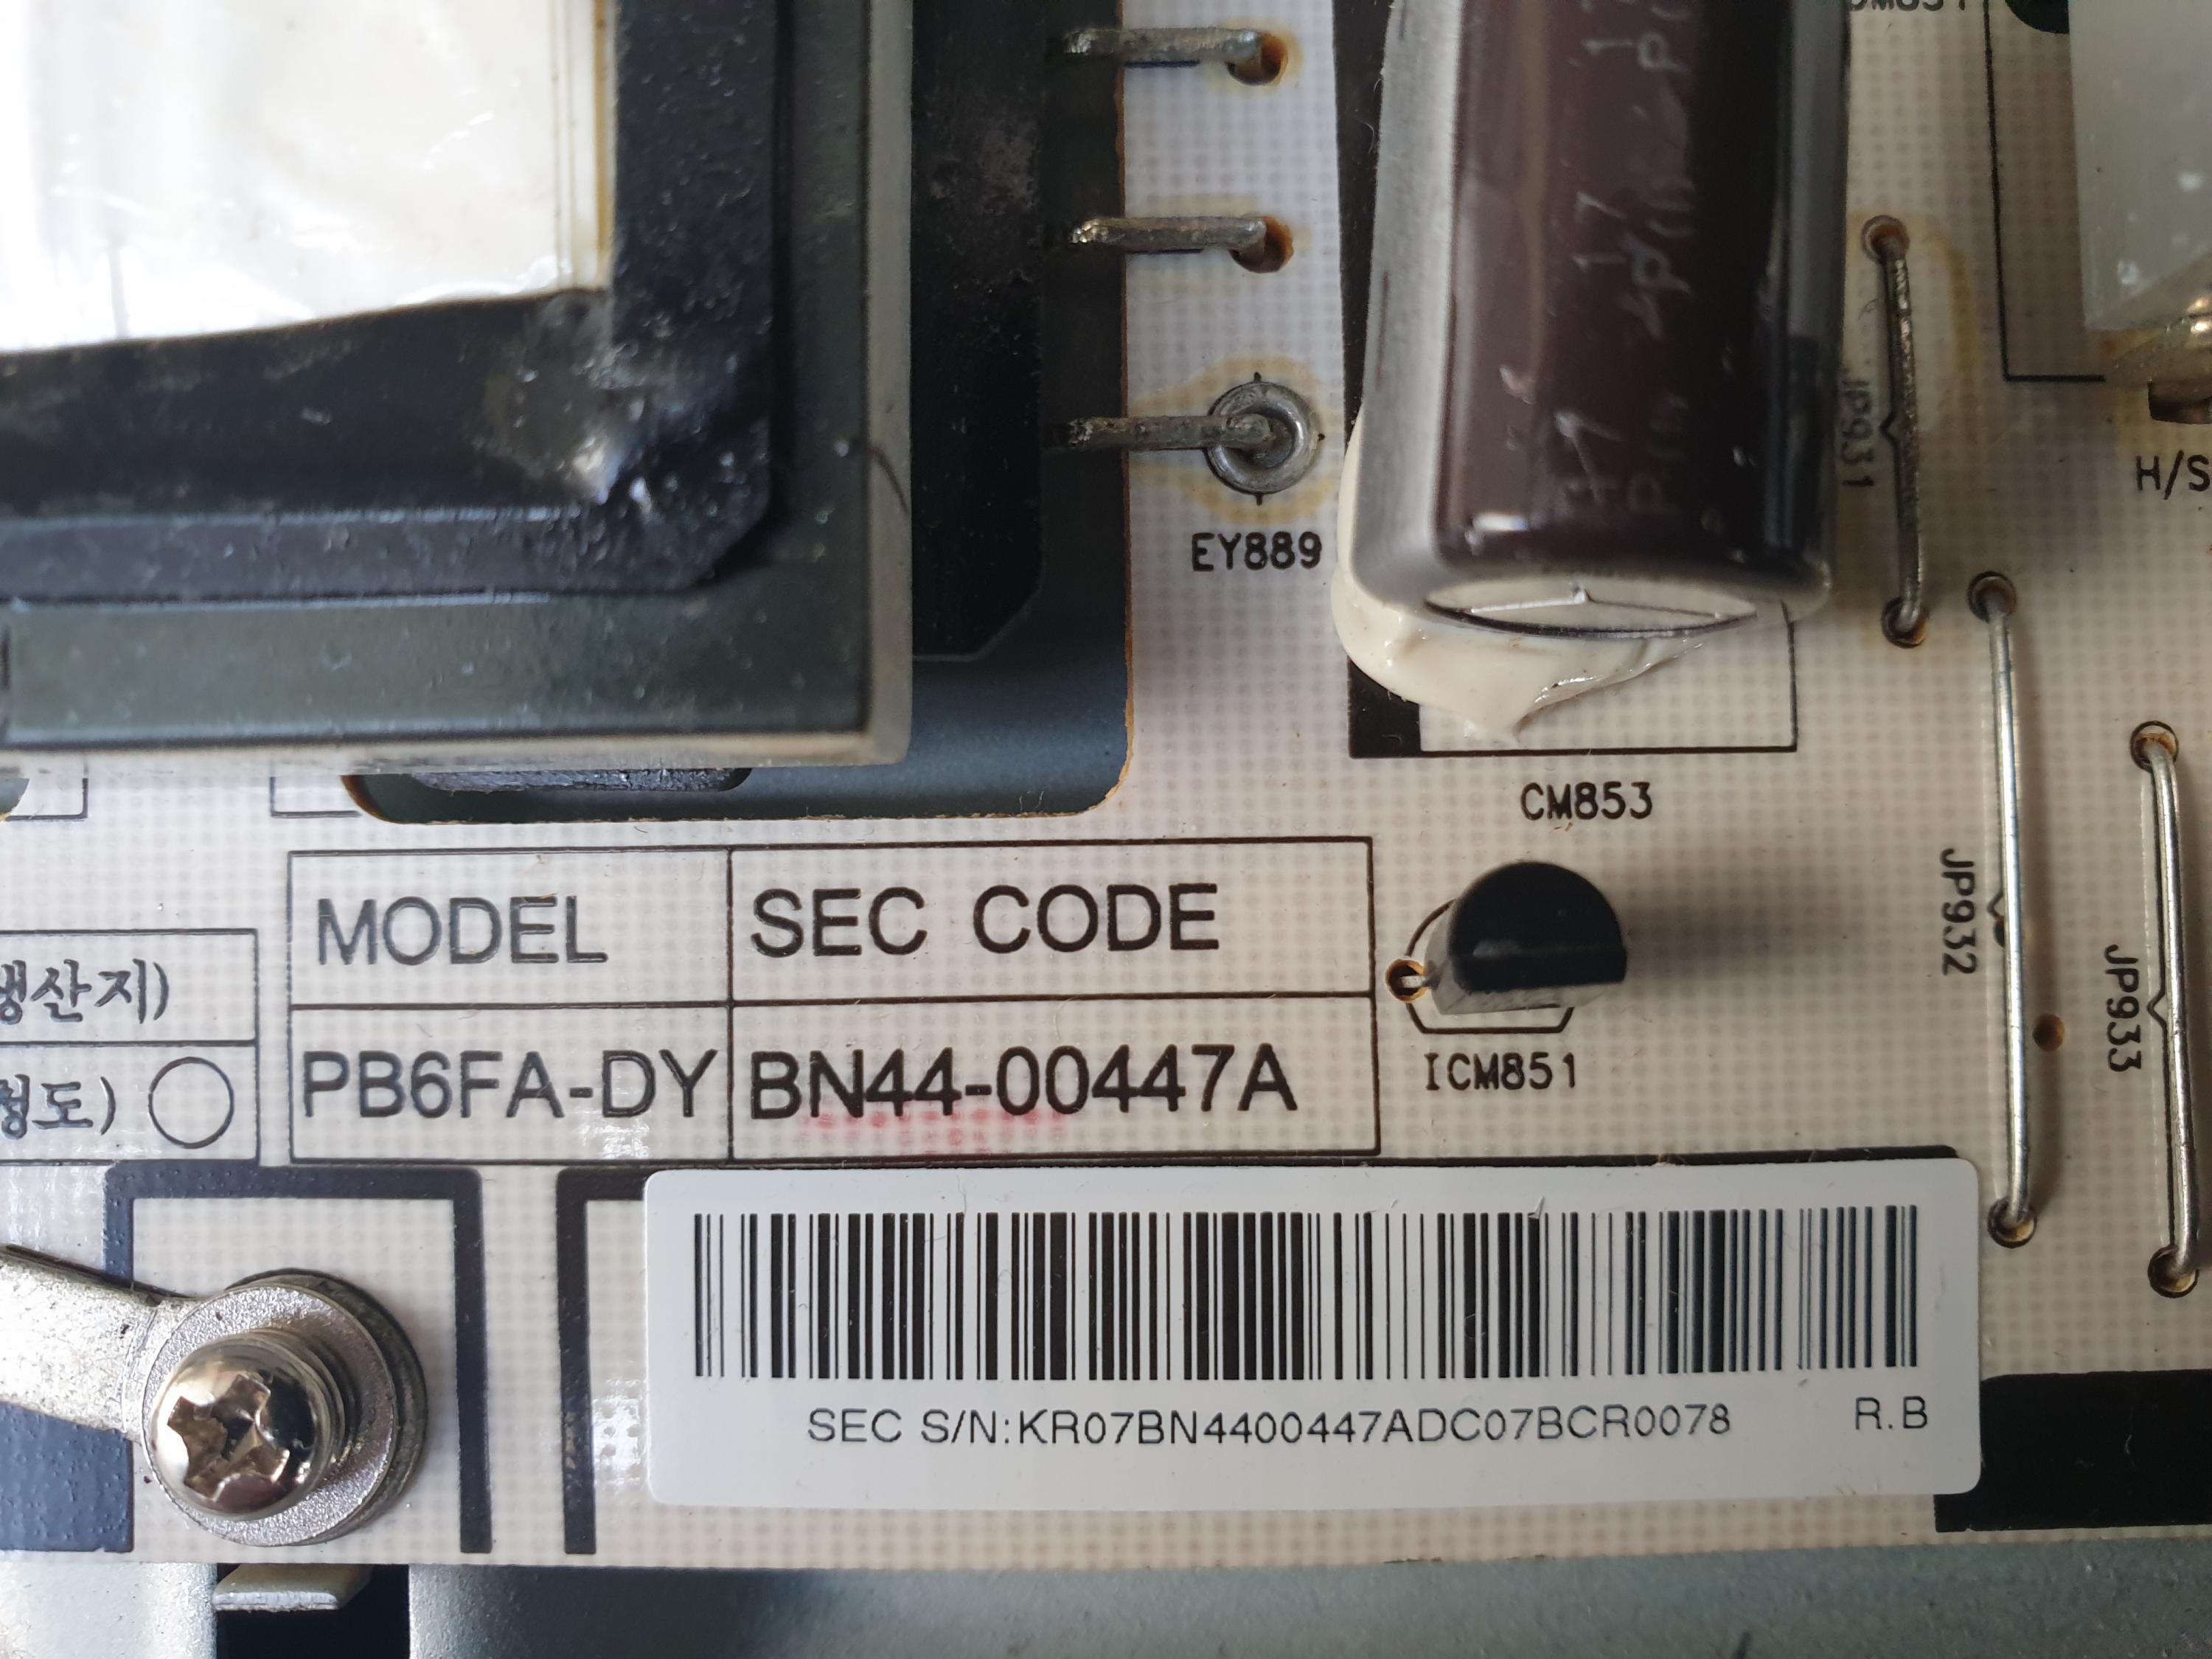 EY889
JP931
H/S
CM853
JP932
JP933
MODEL SEC CODE
PB6FA-DY BN44-00447A
생산지)
형도)
ICM851
SEC S/N:KR07BN4400447ADC07BCR0078 R.B